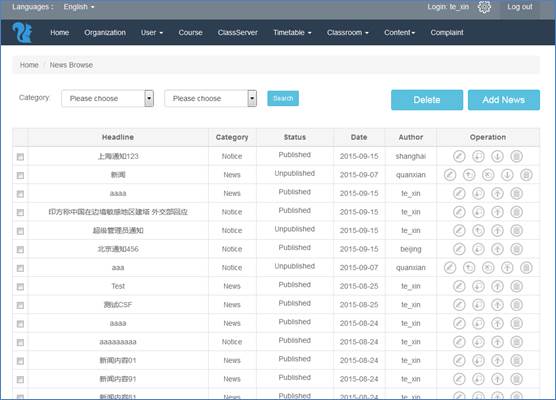 Languages : English Login: te_xin Log out
Home Organization User Course ClassServer Timetable Classroom Content Complaint
Home / News Browse
Category: Please choose Please choose Search Delete Add News
Headline Category Status Date Author Operation
上海通知123 Notice Published 2015-09-15 shanghai
新闻 News Unpublished 2015-09-07 quanxian
aaaa News Published 2015-09-15 te_xin
印方称中国在边境敏感地区建塔 外交部回应 Notice Published 2015-09-15 te_xin
超级管理员通知 Notice Unpublished 2015-09-15 te_xin
北京通知456 Notice Published 2015-09-15 beijing
aaa Notice Unpublished 2015-09-07 quanxian
Test News Published 2015-08-25 te_xin
测试CSF News Published 2015-08-25 te_xin
aaaa News Published 2015-08-24 te_xin
aaaaaaaaa Notice Published 2015-08-24 te_xin
新闻内容01 News Published 2015-08-24 te_xin
新闻内容91 News Published 2015-08-24 te_xin
News Published 2015-08-24 te_xin